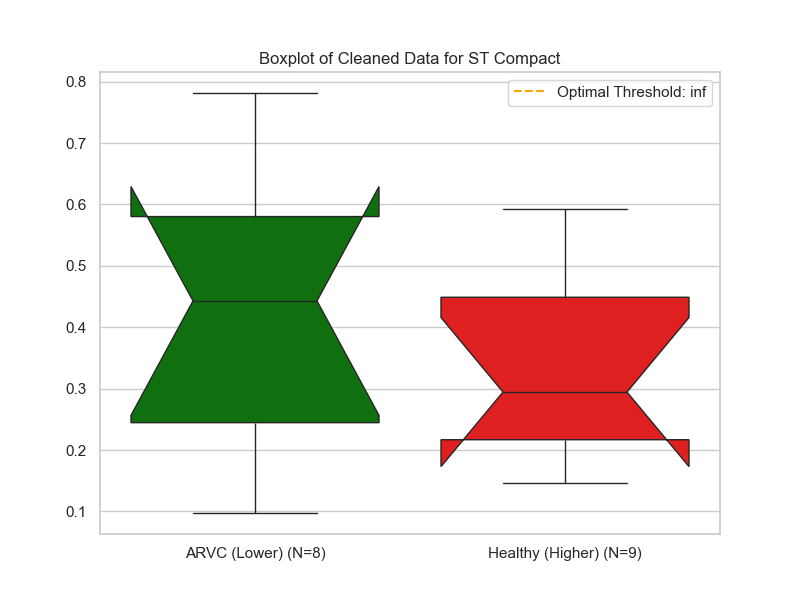 Boxplot of Cleaned Data for ST Compact
Optimal Threshold: inf
0.8
0.7
0.6
0.5
0.4
0.3
0.2
0.1
ARVC (Lower) (N=8)
Healthy (Higher) (N=9)